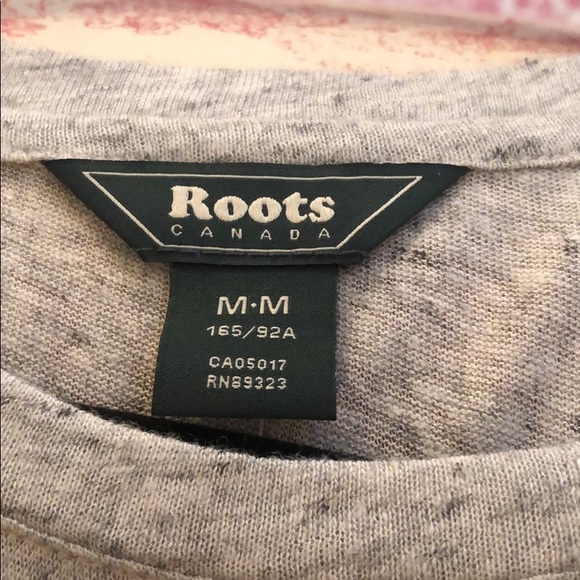 Roots
CANADA
M·M
165/92A
CA05017
RN89323